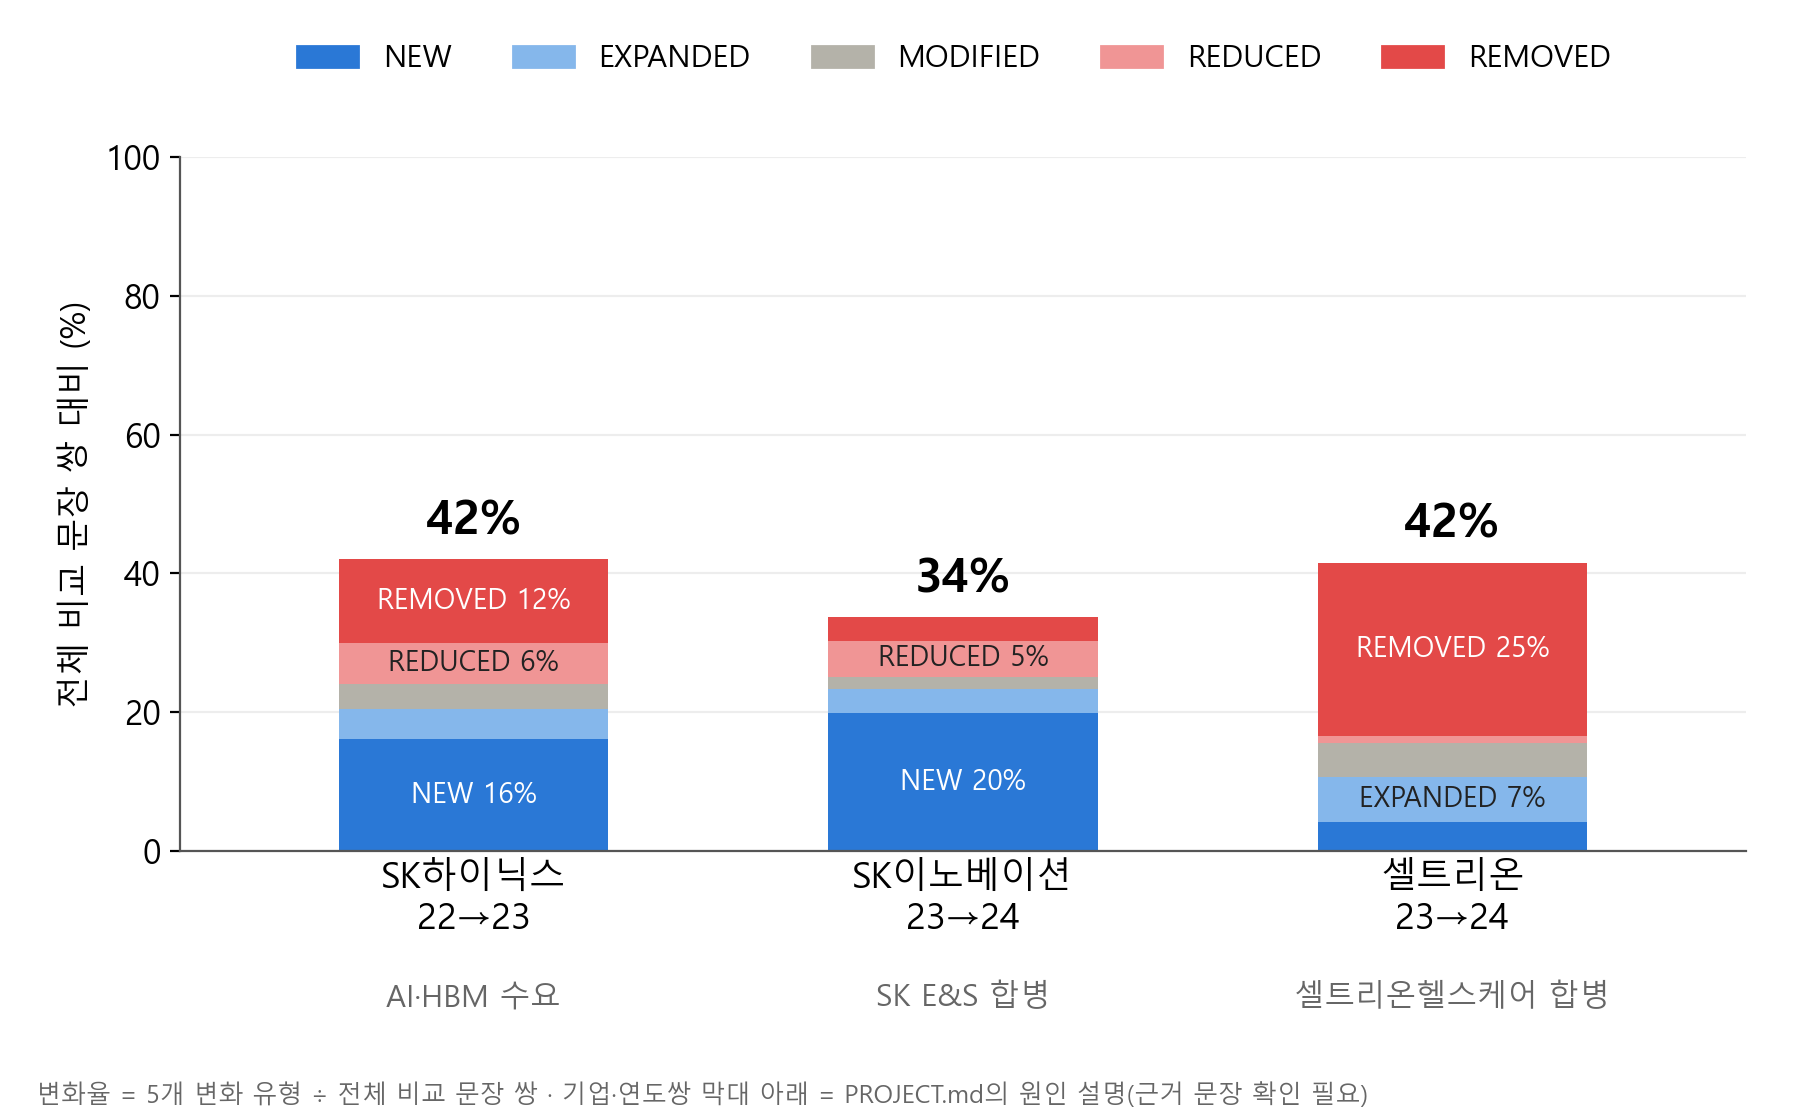 NEW EXPANDED MODIFIED REDUCED REMOVED
전체 비교 문장 쌍 대비 (%)
100
80
60
40
20
0
42%
REMOVED 12%
REDUCED 6%
NEW 16%
34%
REDUCED 5%
NEW 20%
42%
REMOVED 25%
EXPANDED 7%
SK하이닉스
22→23
AI·HBM 수요
SK이노베이션
23→24
SK E&S 합병
셀트리온
23→24
셀트리온헬스케어 합병
변화율 = 5개 변화 유형 ÷ 전체 비교 문장 쌍 · 기업·연도쌍 막대 아래 = PROJECT.md의 원인 설명(근거 문장 확인 필요)